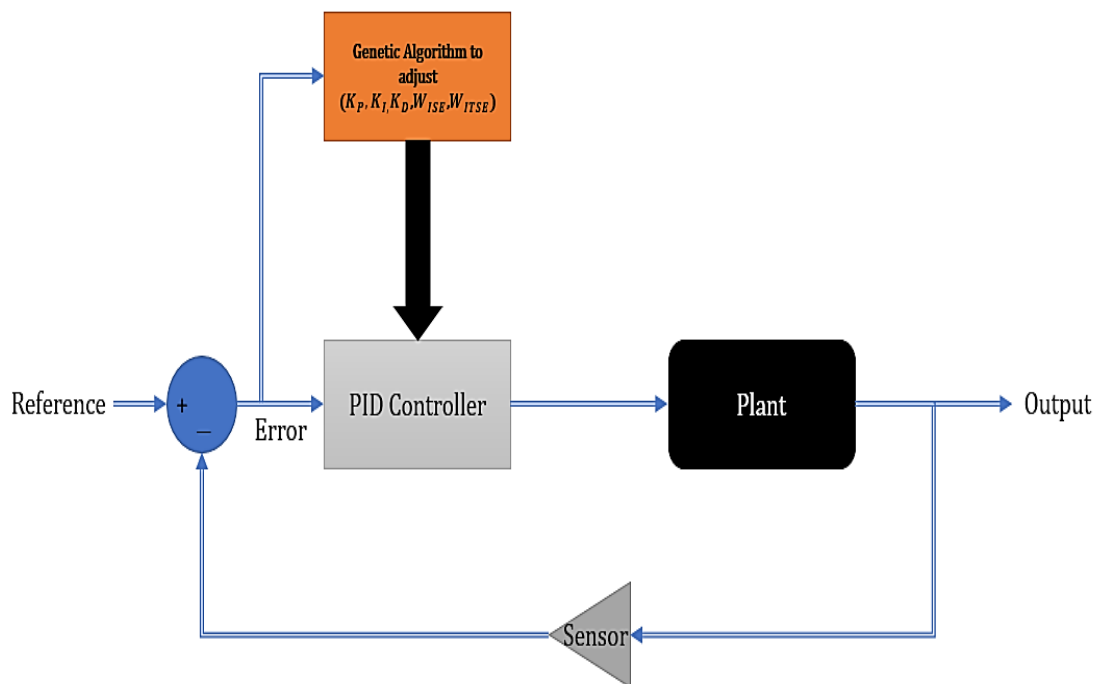 Genetic Algorithm to
adjust
(K_P, K_I, K_D, W_ISE, W_ITSE)
Reference
+
−
Error
PID Controller
Plant
Output
Sensor